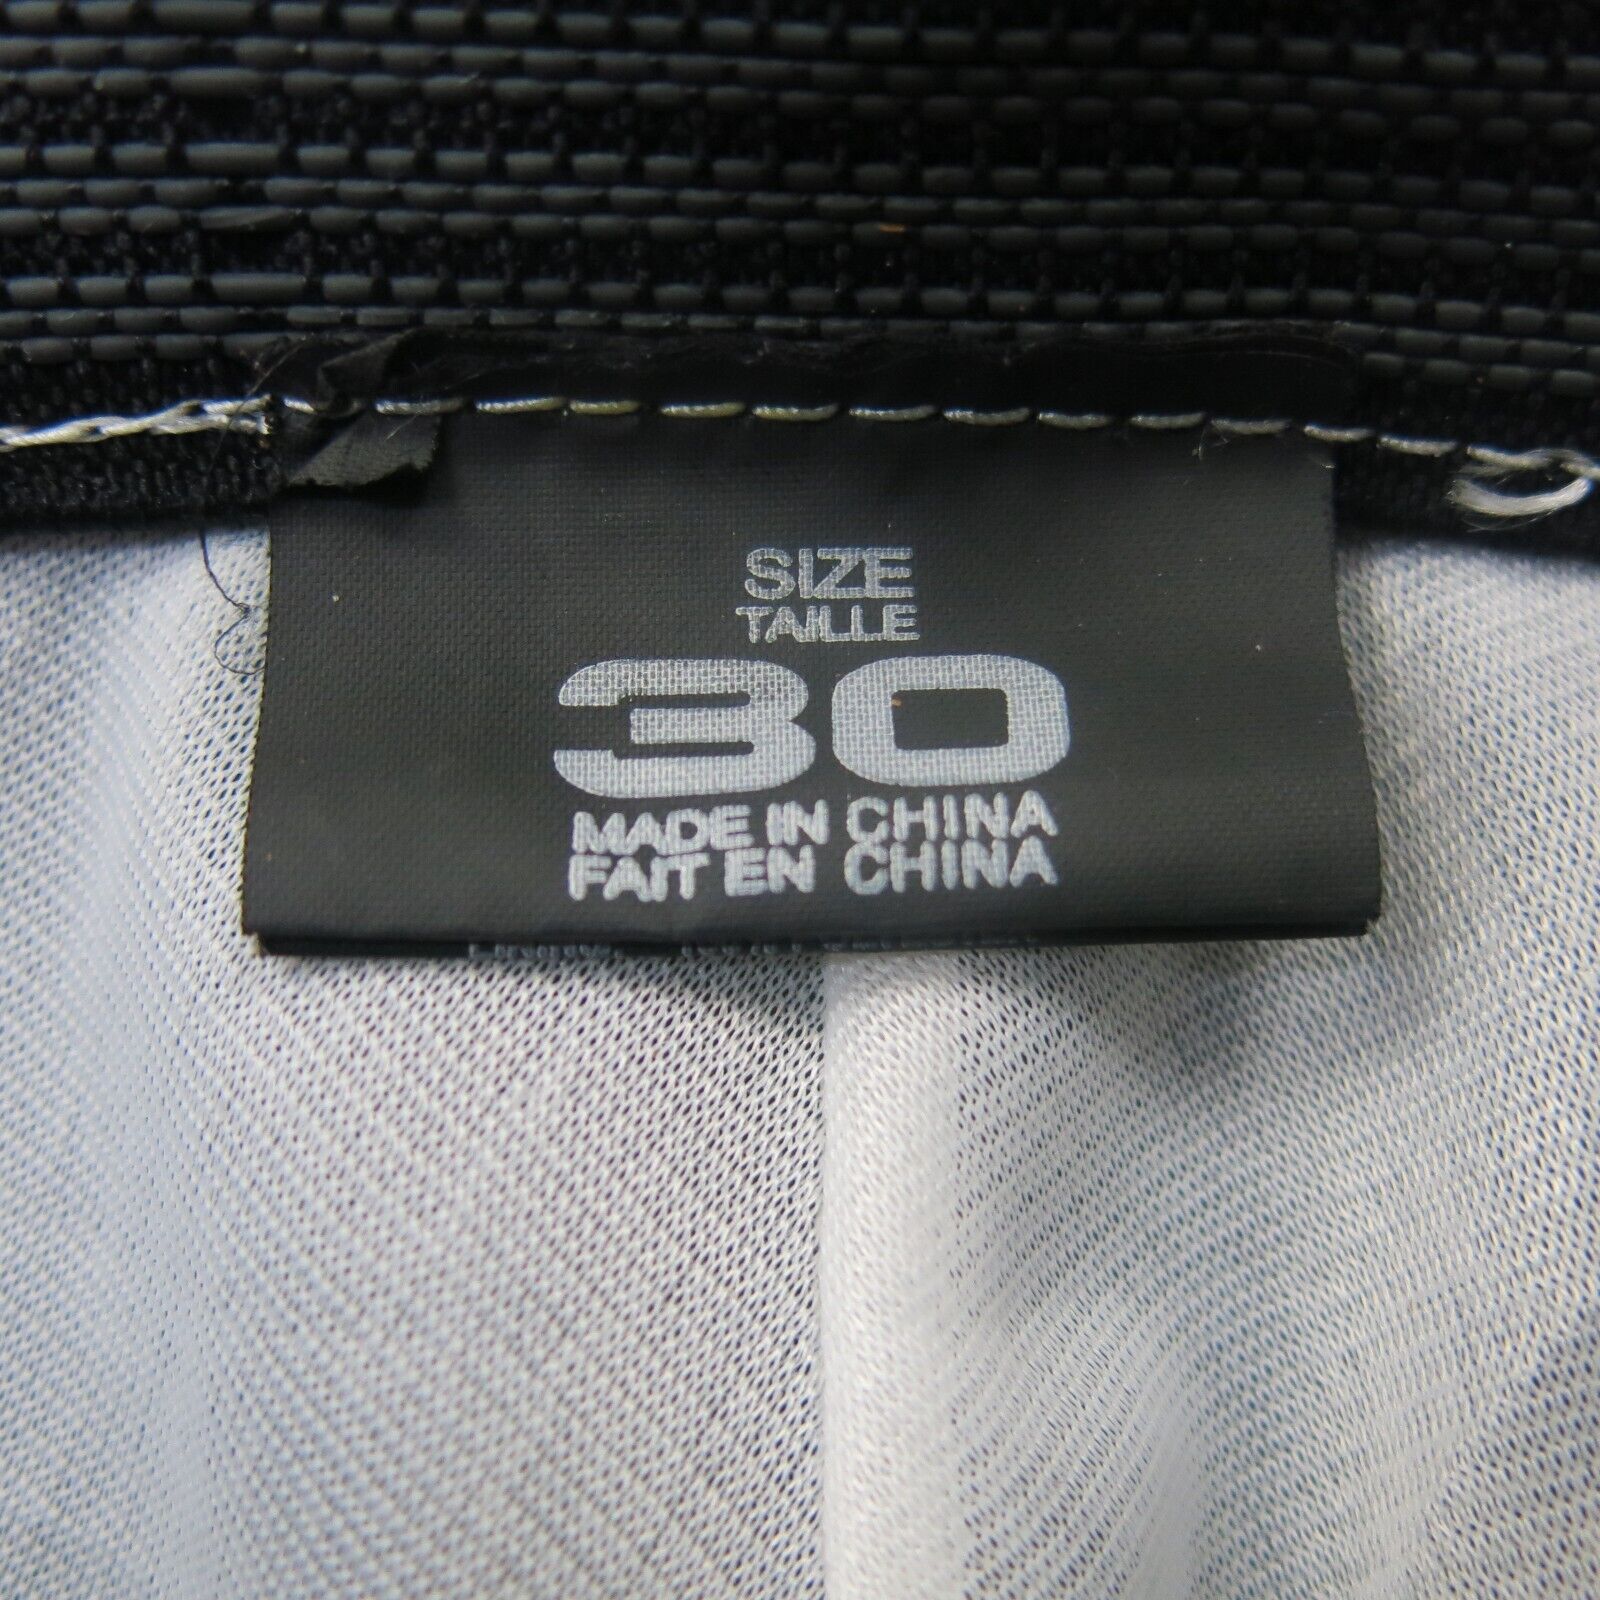 SIZE
TAILLE
30
MADE IN CHINA
FAIT EN CHINA